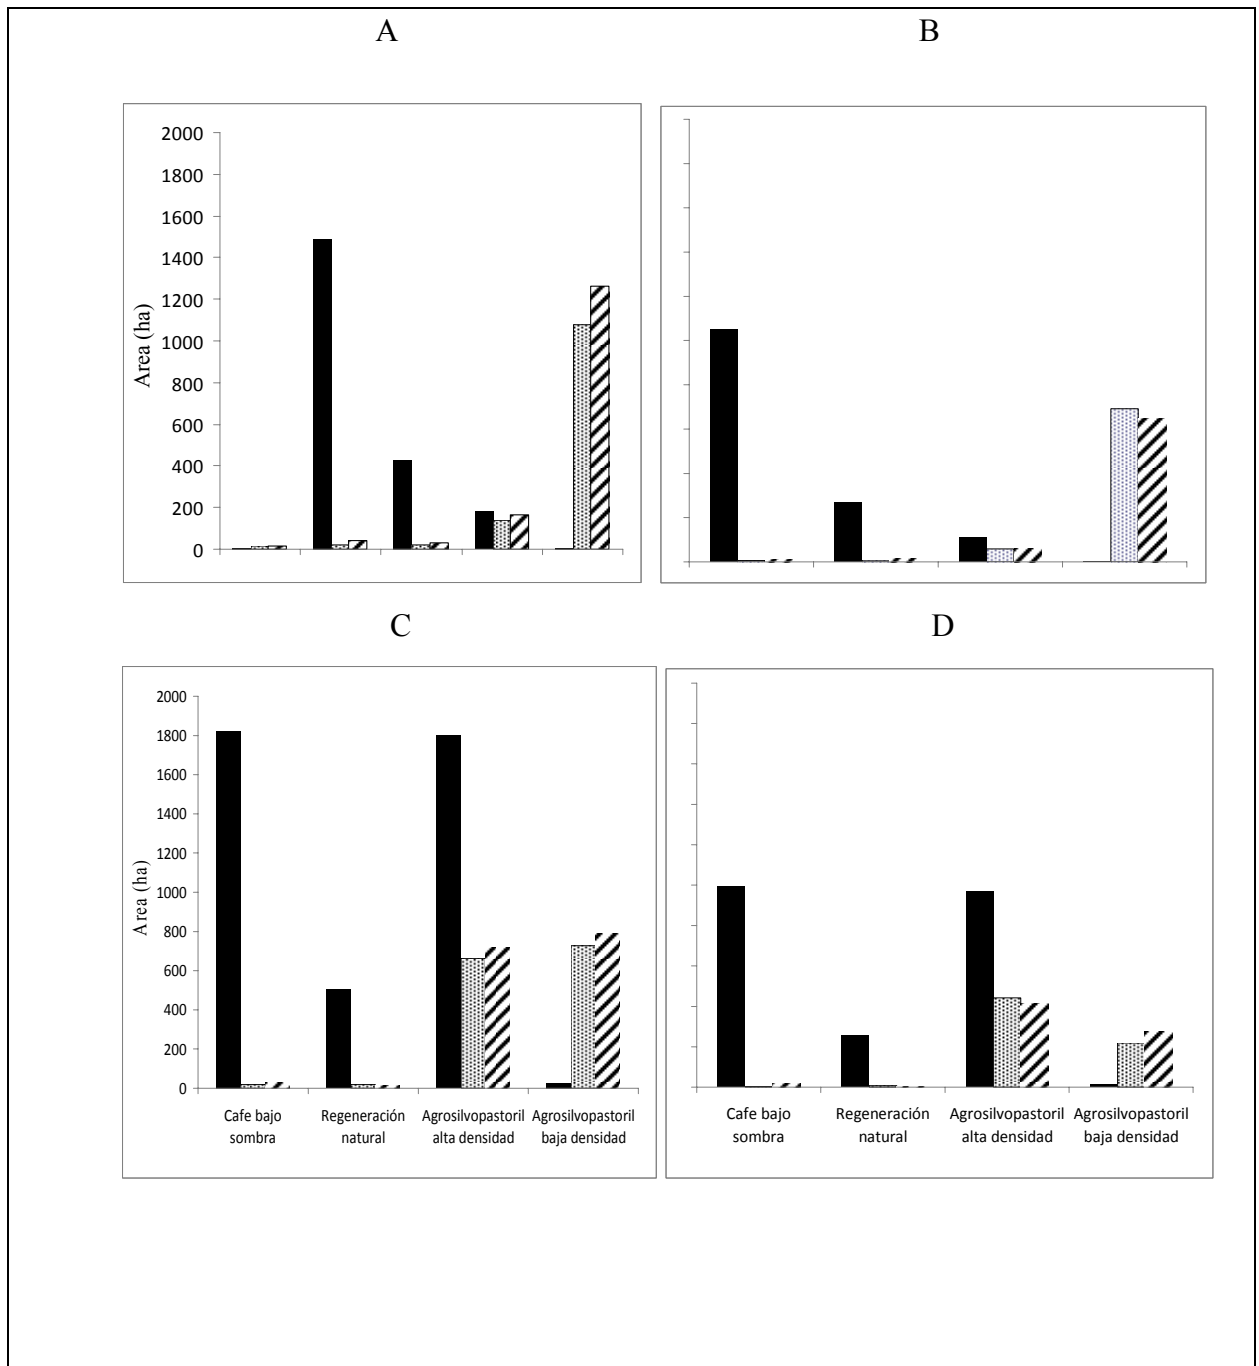 A
B
2000
1800
1600
1400
1200
1000
800
600
400
200
0
Area (ha)
C
D
2000
1800
1600
1400
1200
1000
800
600
400
200
0
Area (ha)
Cafe bajo
sombra
Regeneración
natural
Agrosilvopastoril
alta densidad
Agrosilvopastoril
baja densidad
Cafe bajo
sombra
Regeneración
natural
Agrosilvopastoril
alta densidad
Agrosilvopastoril
baja densidad